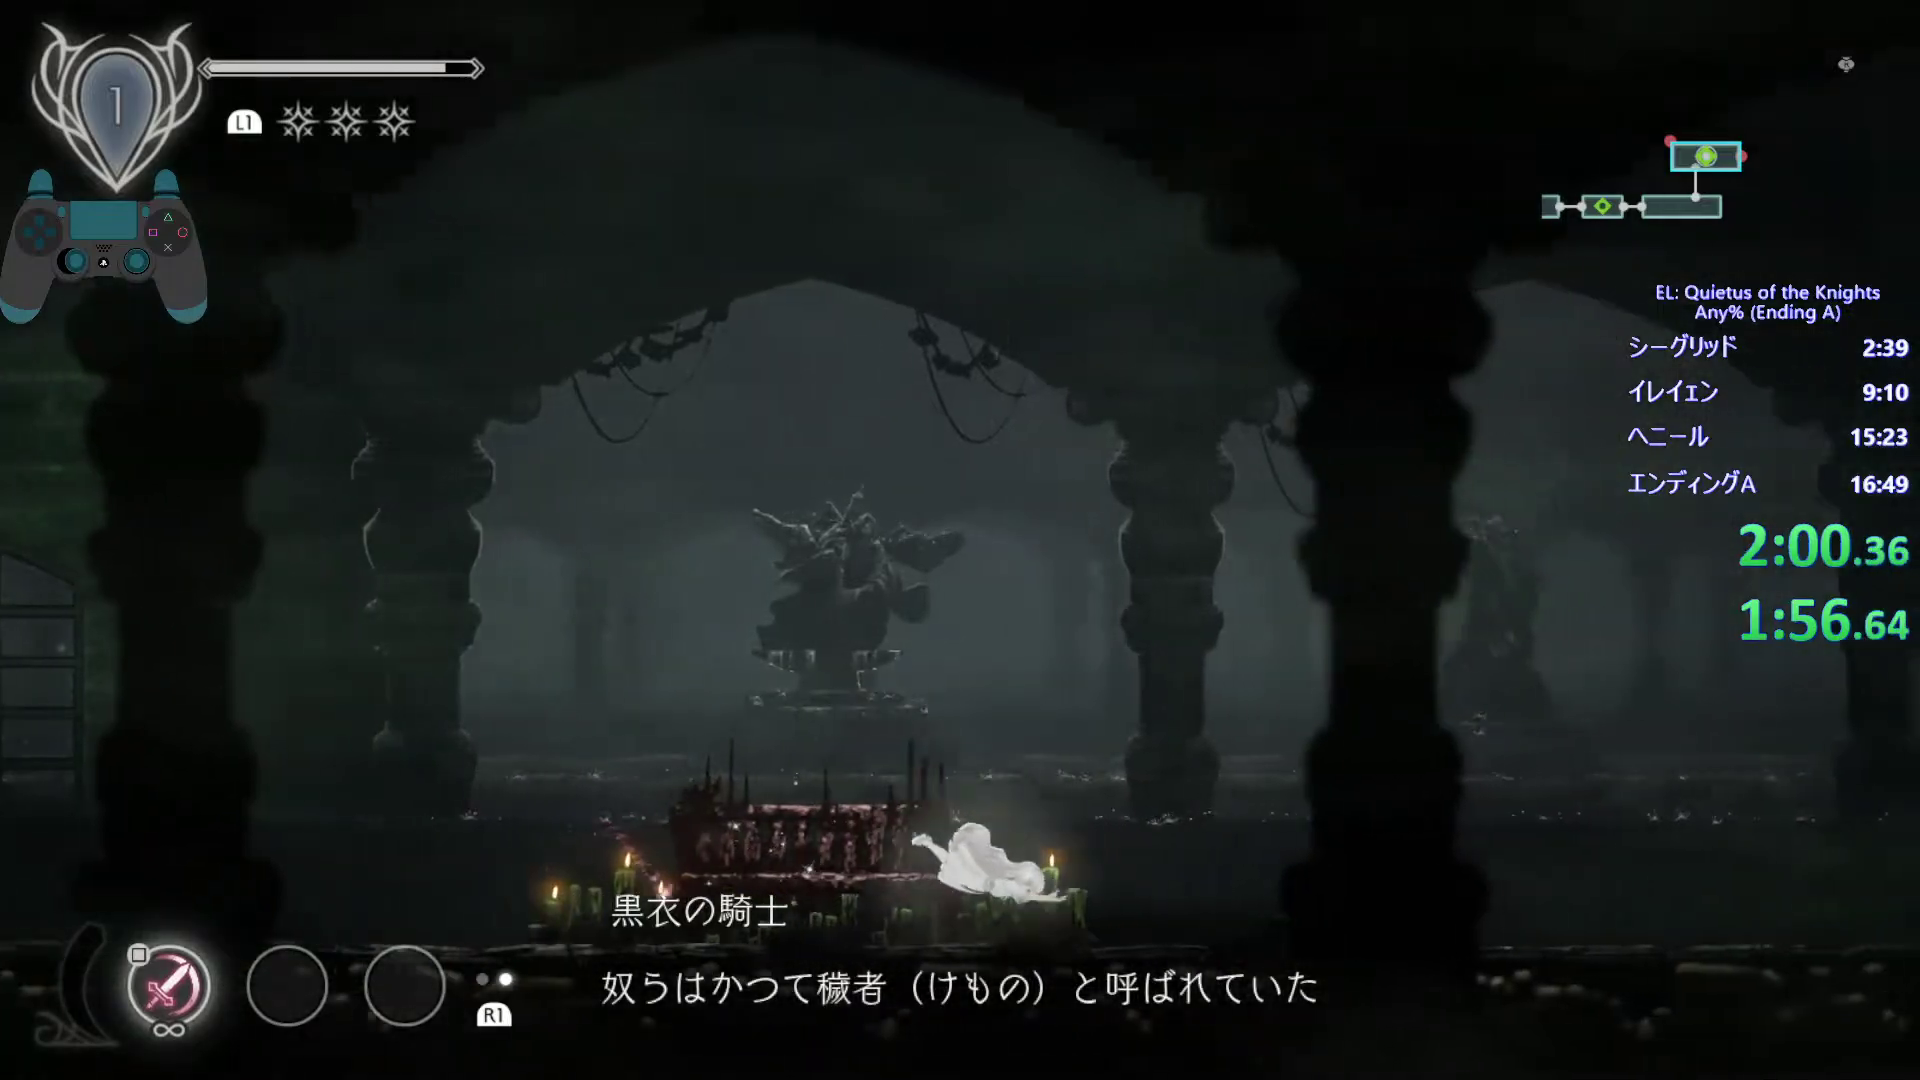 1
L1
EL: Quietus of the Knights
Any% (Ending A)
シーグリッド 2:39
イレイェン 9:10
ヘニール 15:23
エンディングA 16:49
2:00.36
1:56.64
黒衣の騎士
奴らはかつて穢者（けもの）と呼ばれていた
∞
R1